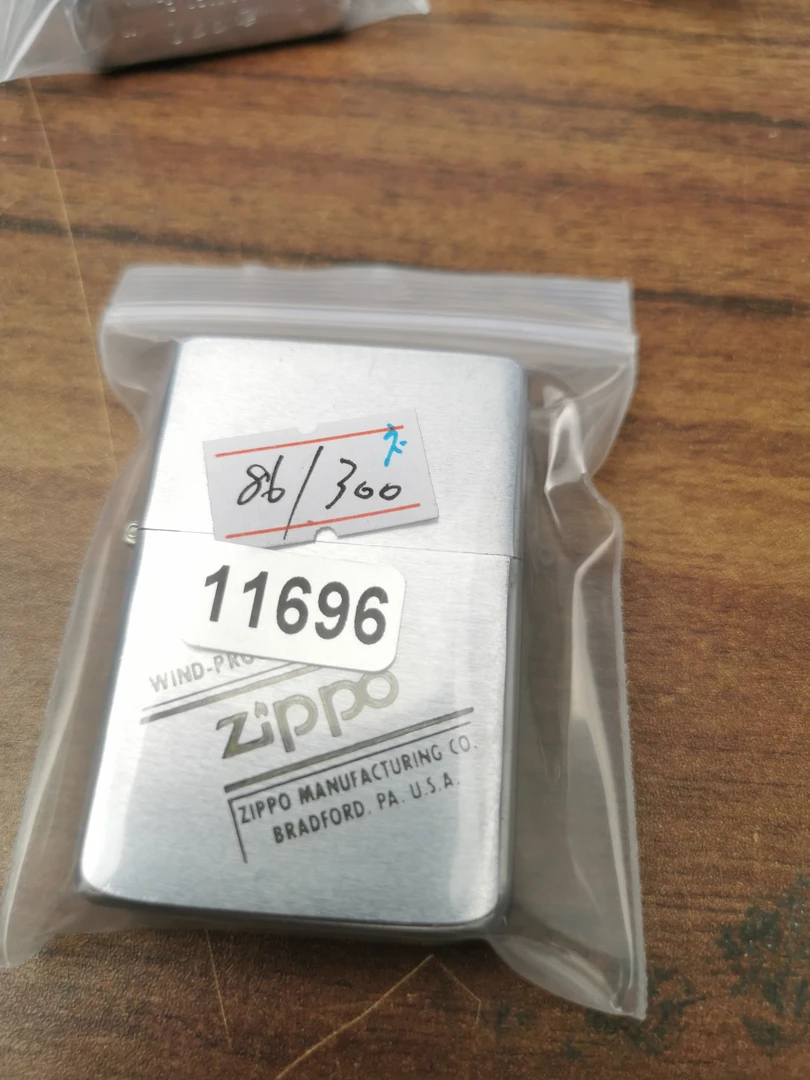 86/300
11696
WIND-PRO
zippo
ZIPPO MANUFACTURING CO.
BRADFORD. PA. U.S.A.